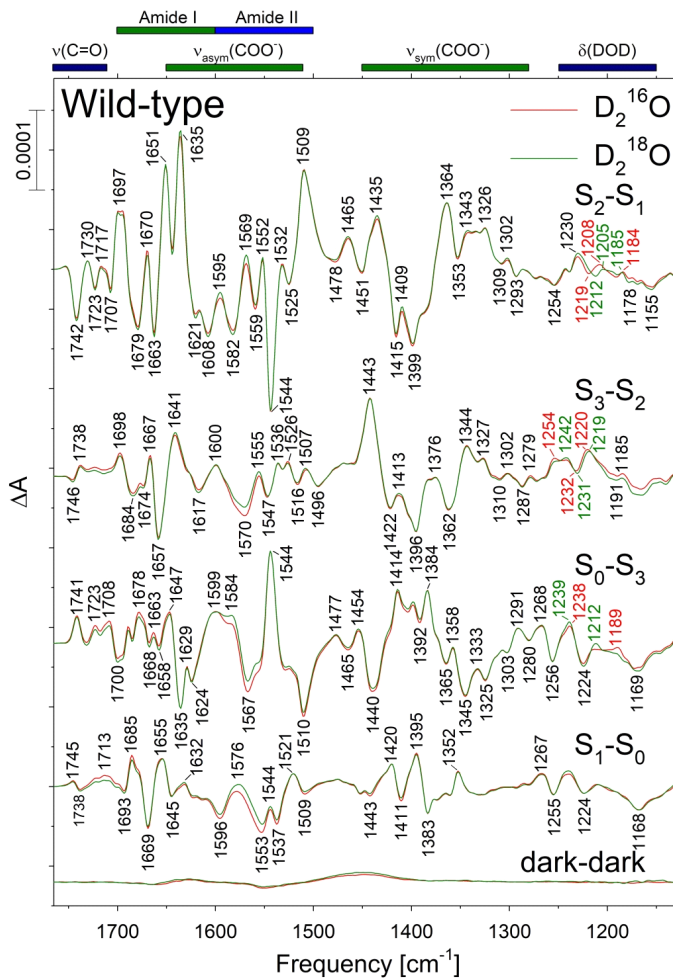 Amide I Amide II
ν(C=O) νasym(COO-) νsym(COO-) δ(DOD)
Wild-type
D2 16O
D2 18O
0.0001
S2-S1
1742 1730 1723 1717 1707 1697 1679 1670 1663 1651 1635 1621 1608 1595 1582 1569 1559 1552 1544 1532 1525 1509 1478 1465 1451 1435 1415 1409 1399 1364 1353 1343 1326 1309 1302 1293 1254 1230 1219 1208 1212 1205 1185 1184 1178 1155
S3-S2
1746 1738 1698 1684 1674 1667 1657 1641 1617 1600 1570 1555 1547 1536 1526 1516 1507 1496 1443 1422 1413 1396 1376 1362 1344 1327 1310 1302 1287 1279 1254 1242 1232 1231 1220 1219 1191 1185
S0-S3
1741 1723 1708 1700 1678 1668 1663 1658 1647 1635 1629 1624 1599 1584 1567 1544 1510 1477 1465 1454 1440 1414 1392 1384 1365 1358 1345 1333 1325 1303 1291 1280 1268 1256 1239 1238 1224 1212 1189 1169
S1-S0
1745 1738 1713 1693 1685 1669 1655 1645 1632 1596 1576 1553 1544 1537 1521 1509 1443 1420 1411 1395 1383 1352 1267 1255 1224 1168
dark-dark
ΔA
1700 1600 1500 1400 1300 1200
Frequency [cm-1]